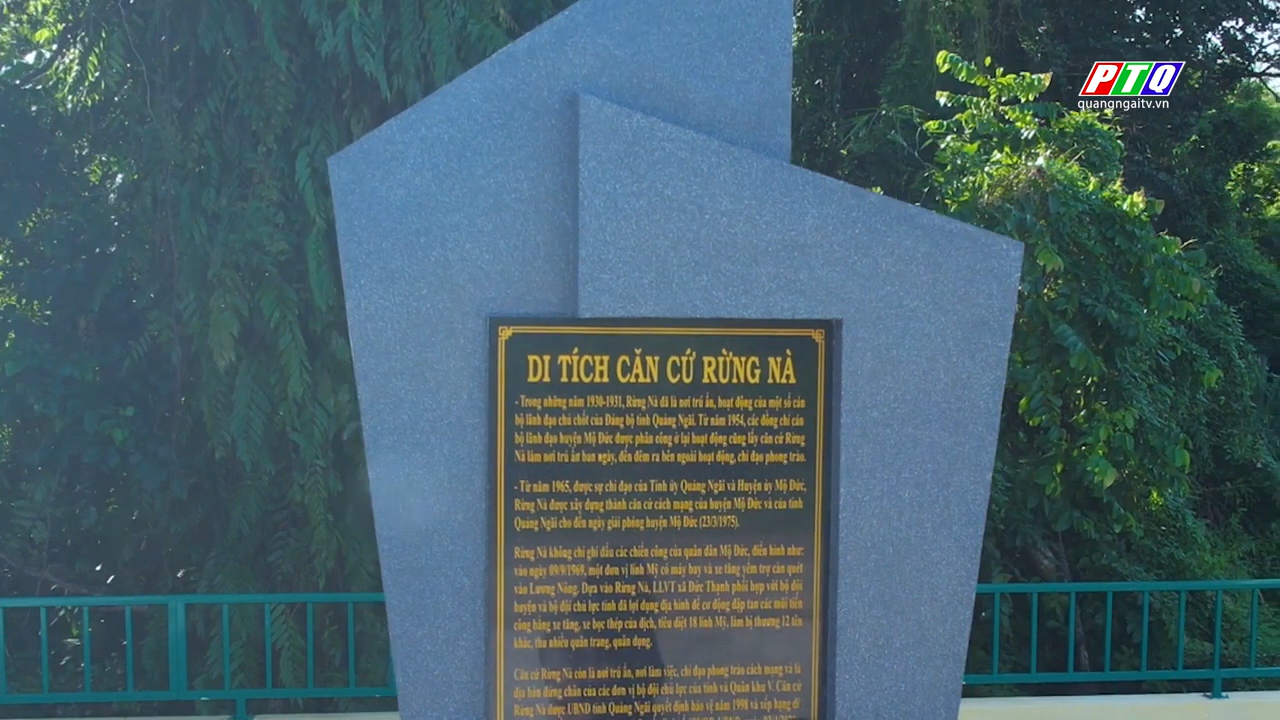 PTQ
quangngaitv.vn
DI TÍCH CĂN CỨ RỪNG NÀ
- Trong những năm 1930-1931, Rừng Nà đã là nơi trú ẩn, hoạt động của một số cán
bộ lãnh đạo chủ chốt của Đảng bộ tỉnh Quảng Ngãi. Từ năm 1954, các đồng chí cán
bộ lãnh đạo huyện Mộ Đức được phân công ở lại hoạt động cũng lấy căn cứ Rừng
Nà làm nơi trú ẩn ban ngày, đến đêm ra bên ngoài hoạt động, chỉ đạo phong trào.
- Từ năm 1965, được sự chỉ đạo của Tỉnh ủy Quảng Ngãi và Huyện ủy Mộ Đức,
Rừng Nà được xây dựng thành căn cứ cách mạng của huyện Mộ Đức và của tỉnh
Quảng Ngãi cho đến ngày giải phóng huyện Mộ Đức (23/3/1975).
Rừng Nà không chỉ ghi dấu các chiến công của quân dân Mộ Đức, điển hình như:
vào ngày 09/9/1969, một đơn vị lính Mỹ có máy bay và xe tăng yểm trợ càn quét
vào Lương Nông. Dựa vào Rừng Nà, LLVT xã Đức Thạnh phối hợp với bộ đội
huyện và bộ đội chủ lực tỉnh đã lợi dụng địa hình để cơ động đập tan các mũi tiến
công bằng xe tăng, xe bọc thép của địch, tiêu diệt 18 lính Mỹ, làm bị thương 12 tên
khác, thu nhiều quân trang, quân dụng.
Căn cứ Rừng Nà còn là nơi trú ẩn, nơi làm việc, chỉ đạo phong trào cách mạng và là
địa bàn đứng chân của các đơn vị bộ đội chủ lực của tỉnh và Quân khu V. Căn cứ
Rừng Nà được UBND tỉnh Quảng Ngãi quyết định bảo vệ năm 1998 và xếp hạng di